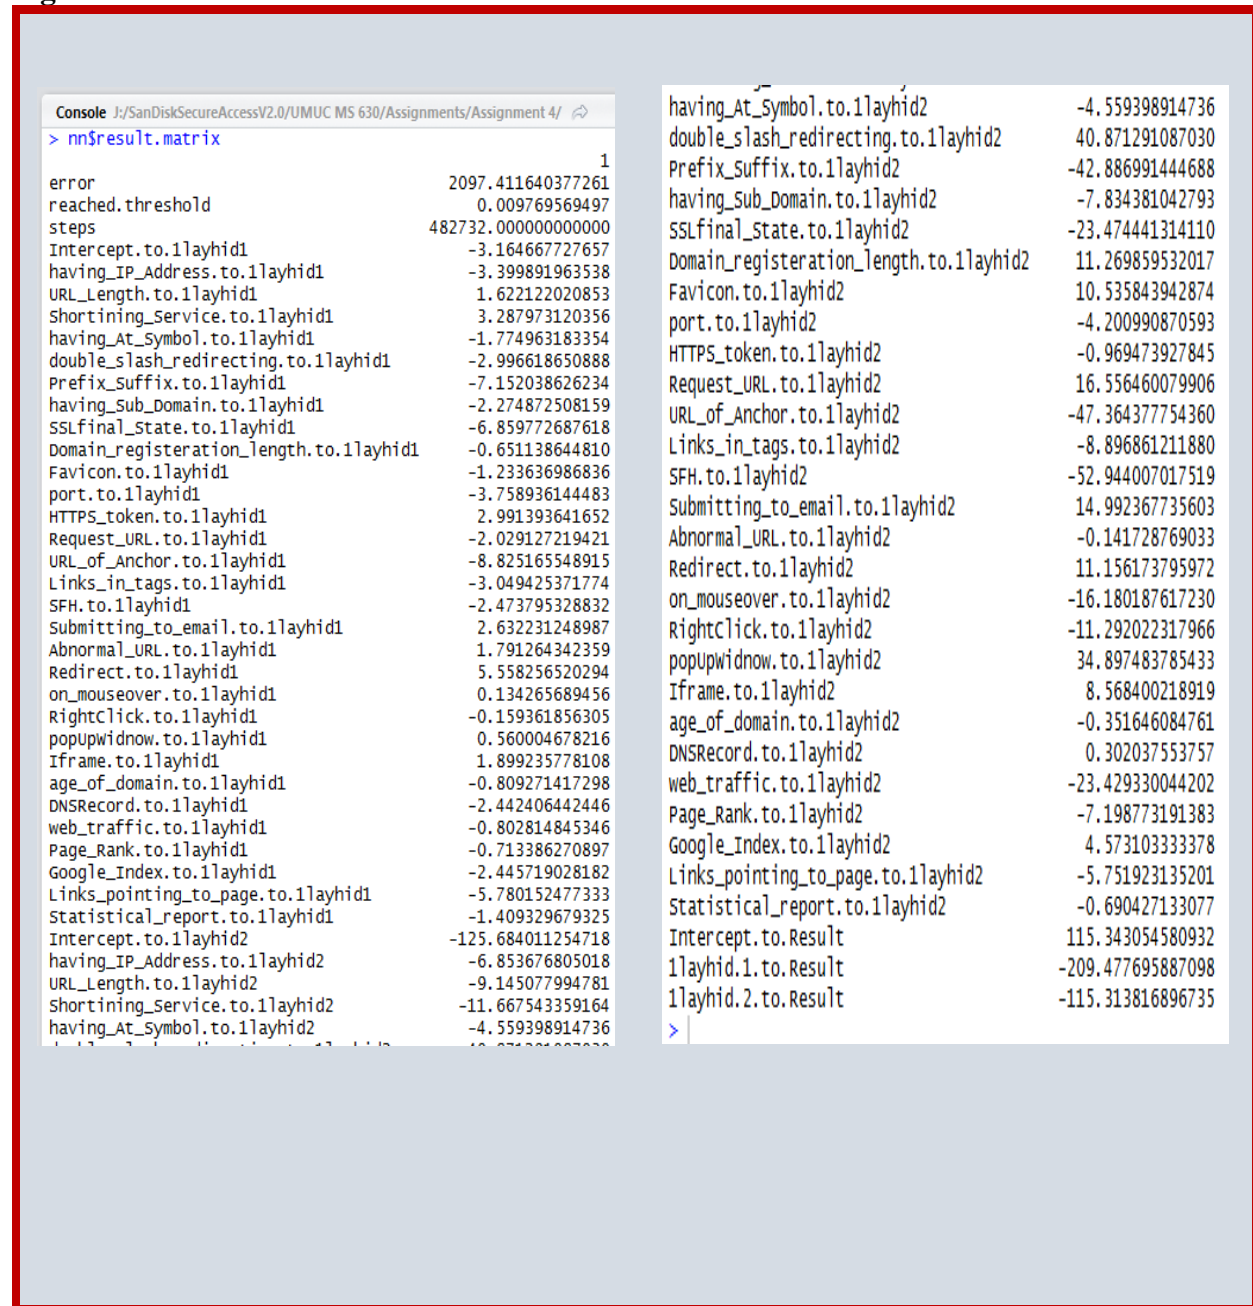 Console J:/SanDiskSecureAccessV2.0/UMUC MS 630/Assignments/Assignment 4/
> nn$result.matrix
1
error 2097.411640377261
reached.threshold 0.009769569497
steps 482732.000000000000
Intercept.to.1layhid1 -3.164667727657
having_IP_Address.to.1layhid1 -3.399891963538
URL_Length.to.1layhid1 1.622122020853
Shortining_Service.to.1layhid1 3.287973120356
having_At_Symbol.to.1layhid1 -1.774963183354
double_slash_redirecting.to.1layhid1 -2.996618650888
Prefix_Suffix.to.1layhid1 -7.152038626234
having_Sub_Domain.to.1layhid1 -2.274872508159
SSLfinal_State.to.1layhid1 -6.859772687618
Domain_registeration_length.to.1layhid1 -0.651138644810
Favicon.to.1layhid1 -1.233636986836
port.to.1layhid1 -3.758936144483
HTTPS_token.to.1layhid1 2.991393641652
Request_URL.to.1layhid1 -2.029127219421
URL_of_Anchor.to.1layhid1 -8.825165548915
Links_in_tags.to.1layhid1 -3.049425371774
SFH.to.1layhid1 -2.473795328832
Submitting_to_email.to.1layhid1 2.632231248987
Abnormal_URL.to.1layhid1 1.791264342359
Redirect.to.1layhid1 5.558256520294
on_mouseover.to.1layhid1 0.134265689456
RightClick.to.1layhid1 -0.159361856305
popUpWidnow.to.1layhid1 0.560004678216
Iframe.to.1layhid1 1.899235778108
age_of_domain.to.1layhid1 -0.809271417298
DNSRecord.to.1layhid1 -2.442406442446
web_traffic.to.1layhid1 -0.802814845346
Page_Rank.to.1layhid1 -0.713386270897
Google_Index.to.1layhid1 -2.445719028182
Links_pointing_to_page.to.1layhid1 -5.780152477333
Statistical_report.to.1layhid1 -1.409329679325
Intercept.to.1layhid2 -125.684011254718
having_IP_Address.to.1layhid2 -6.853676805018
URL_Length.to.1layhid2 -9.145077994781
Shortining_Service.to.1layhid2 -11.667543359164
having_At_Symbol.to.1layhid2 -4.559398914736
having_At_Symbol.to.1layhid2 -4.559398914736
double_slash_redirecting.to.1layhid2 40.871291087030
Prefix_Suffix.to.1layhid2 -42.886991444688
having_Sub_Domain.to.1layhid2 -7.834381042793
SSLfinal_State.to.1layhid2 -23.474441314110
Domain_registeration_length.to.1layhid2 11.269859532017
Favicon.to.1layhid2 10.535843942874
port.to.1layhid2 -4.200990870593
HTTPS_token.to.1layhid2 -0.969473927845
Request_URL.to.1layhid2 16.556460079906
URL_of_Anchor.to.1layhid2 -47.364377754360
Links_in_tags.to.1layhid2 -8.896861211880
SFH.to.1layhid2 -52.944007017519
Submitting_to_email.to.1layhid2 14.992367735603
Abnormal_URL.to.1layhid2 -0.141728769033
Redirect.to.1layhid2 11.156173795972
on_mouseover.to.1layhid2 -16.180187617230
RightClick.to.1layhid2 -11.292022317966
popUpWidnow.to.1layhid2 34.897483785433
Iframe.to.1layhid2 8.568400218919
age_of_domain.to.1layhid2 -0.351646084761
DNSRecord.to.1layhid2 0.302037553757
web_traffic.to.1layhid2 -23.429330044202
Page_Rank.to.1layhid2 -7.198773191383
Google_Index.to.1layhid2 4.573103333378
Links_pointing_to_page.to.1layhid2 -5.751923135201
Statistical_report.to.1layhid2 -0.690427133077
Intercept.to.Result 115.343054580932
1layhid.1.to.Result -209.477695887098
1layhid.2.to.Result -115.313816896735
>